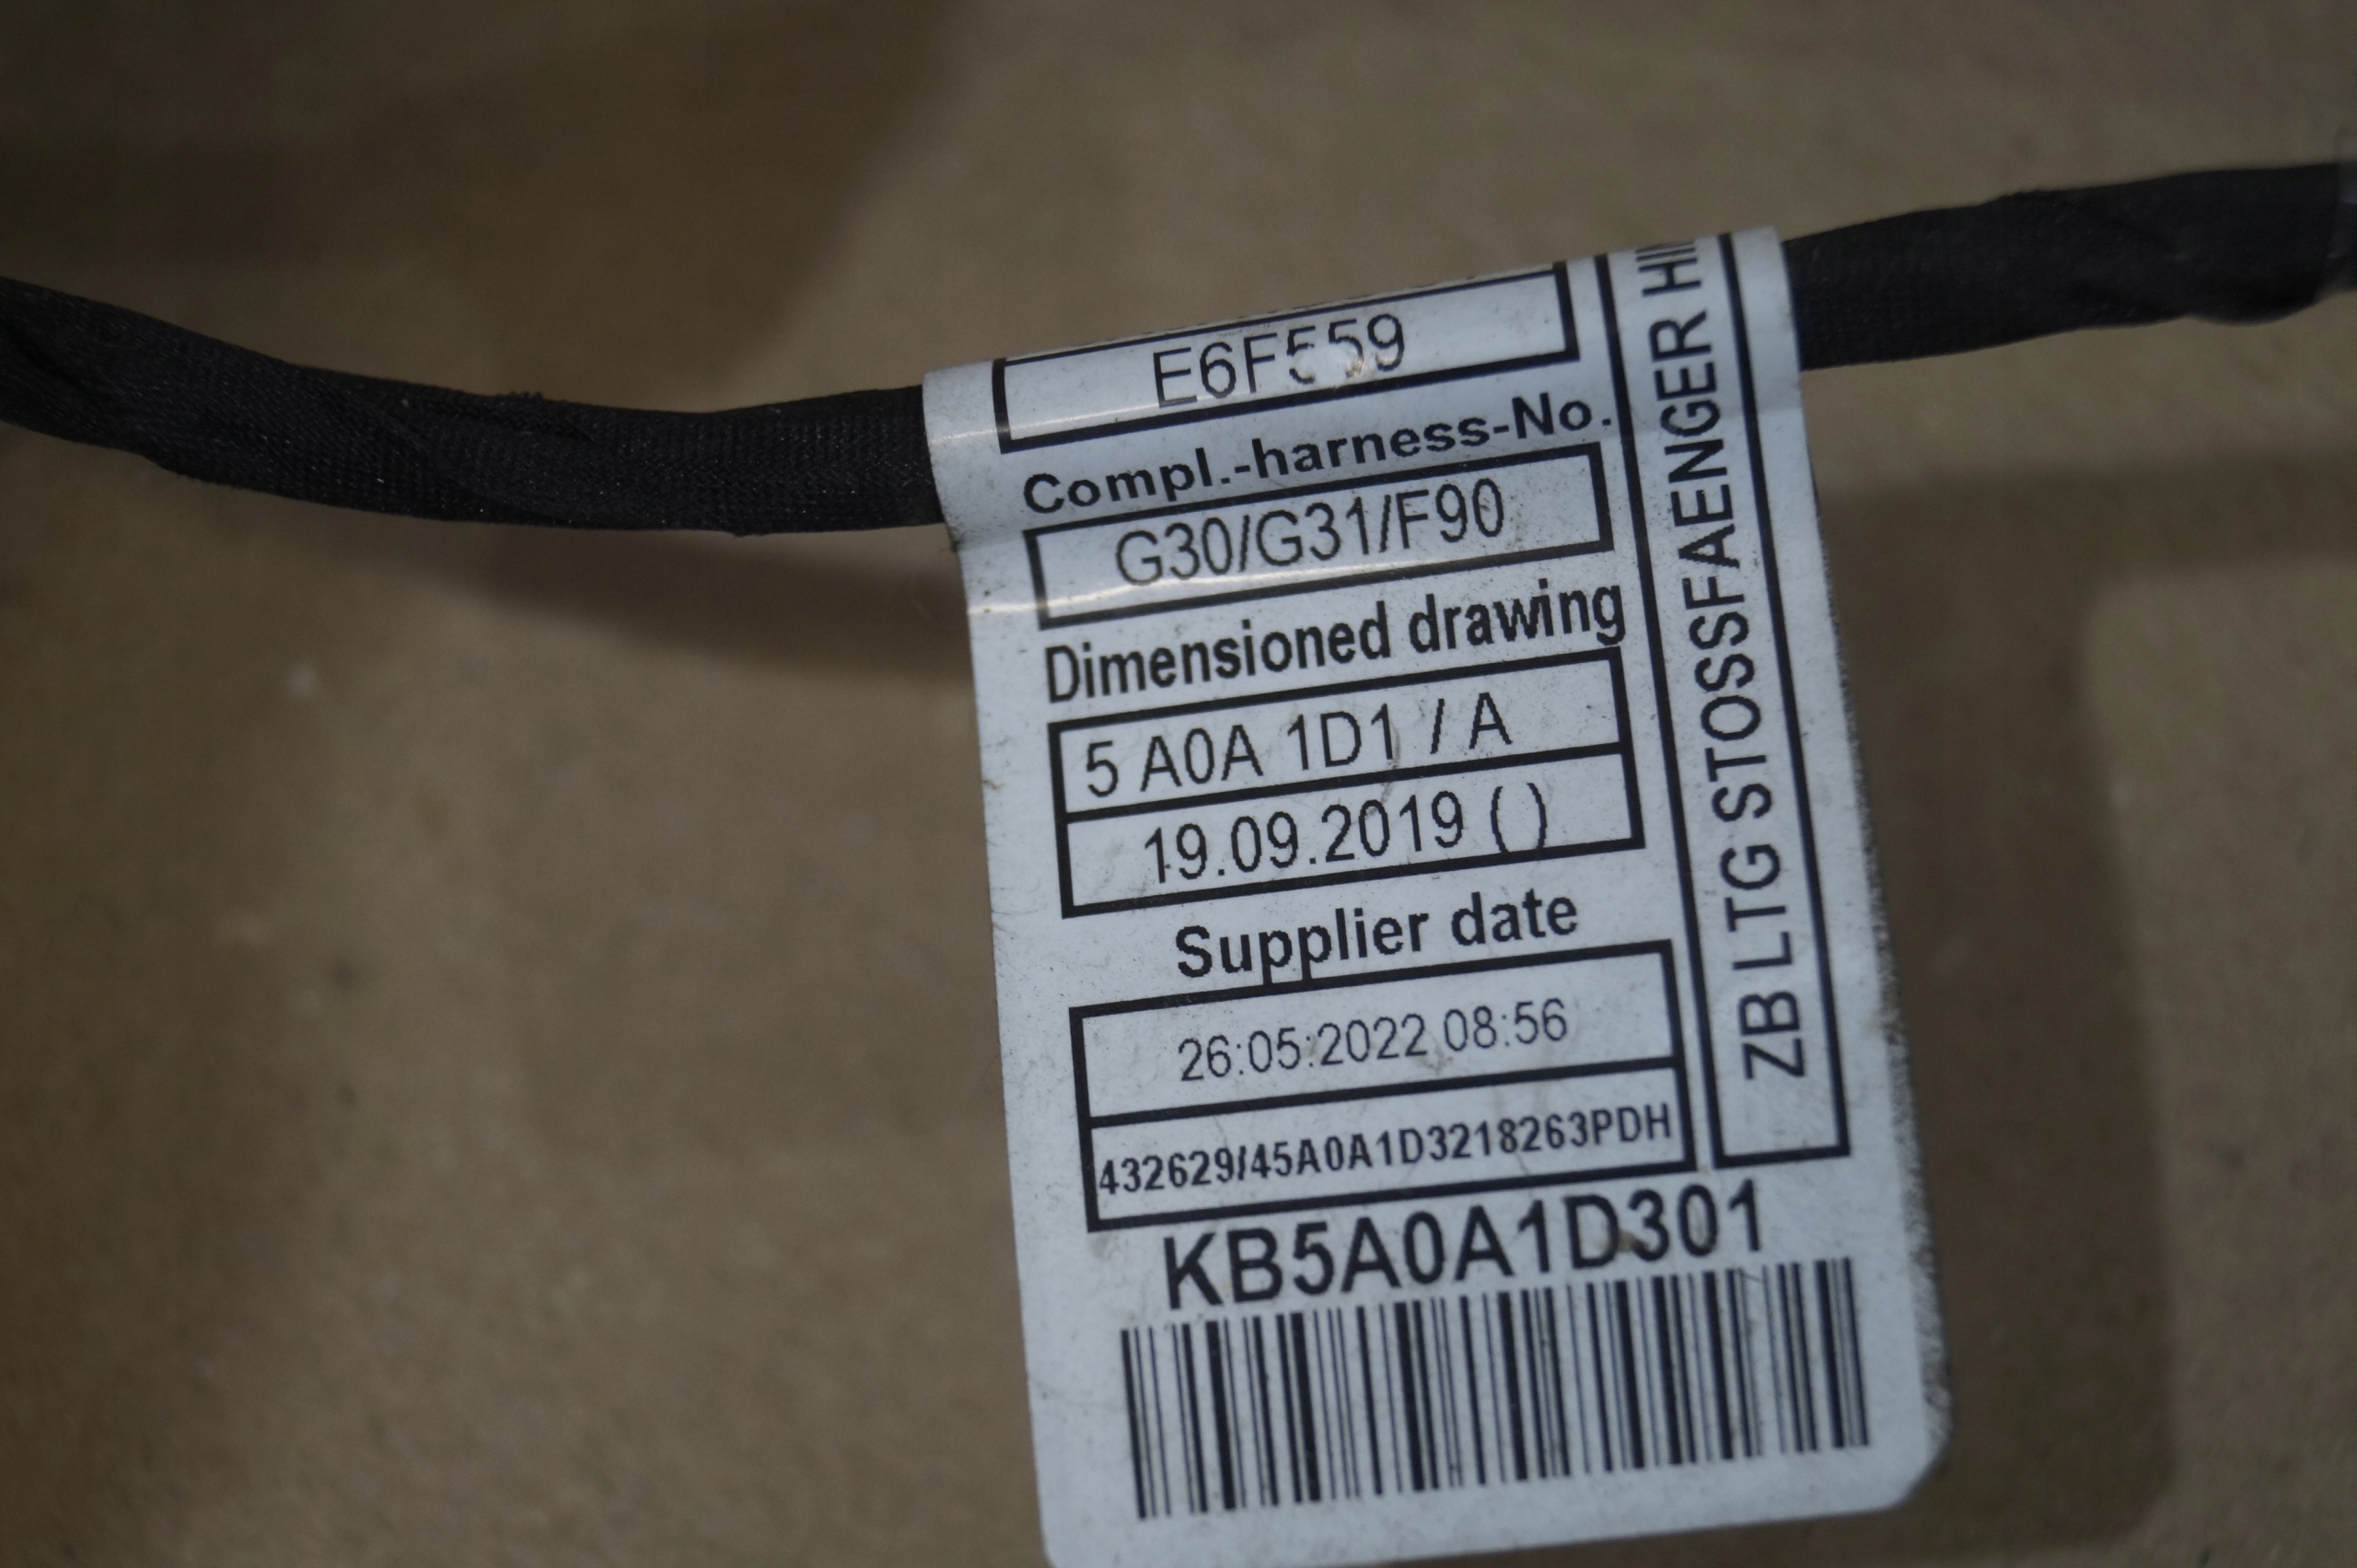 E6F559
Compl.-harness-No.
G30/G31/F90
Dimensioned drawing
5 A0A 1D1 / A
19.09.2019 ( )
Supplier date
26:05:2022 08:56
432629/45A0A1D3218263PDH
KB5A0A1D301
ZB LTG STOSSFAENGER